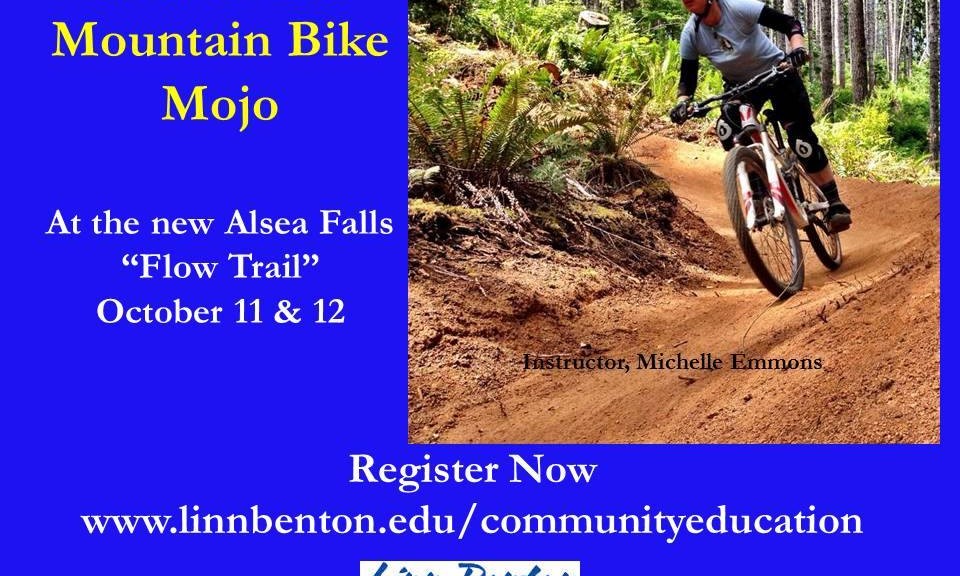 Mountain Bike
Mojo
At the new Alsea Falls
“Flow Trail”
October 11 & 12
Instructor, Michelle Emmons
Register Now
www.linnbenton.edu/communityeducation